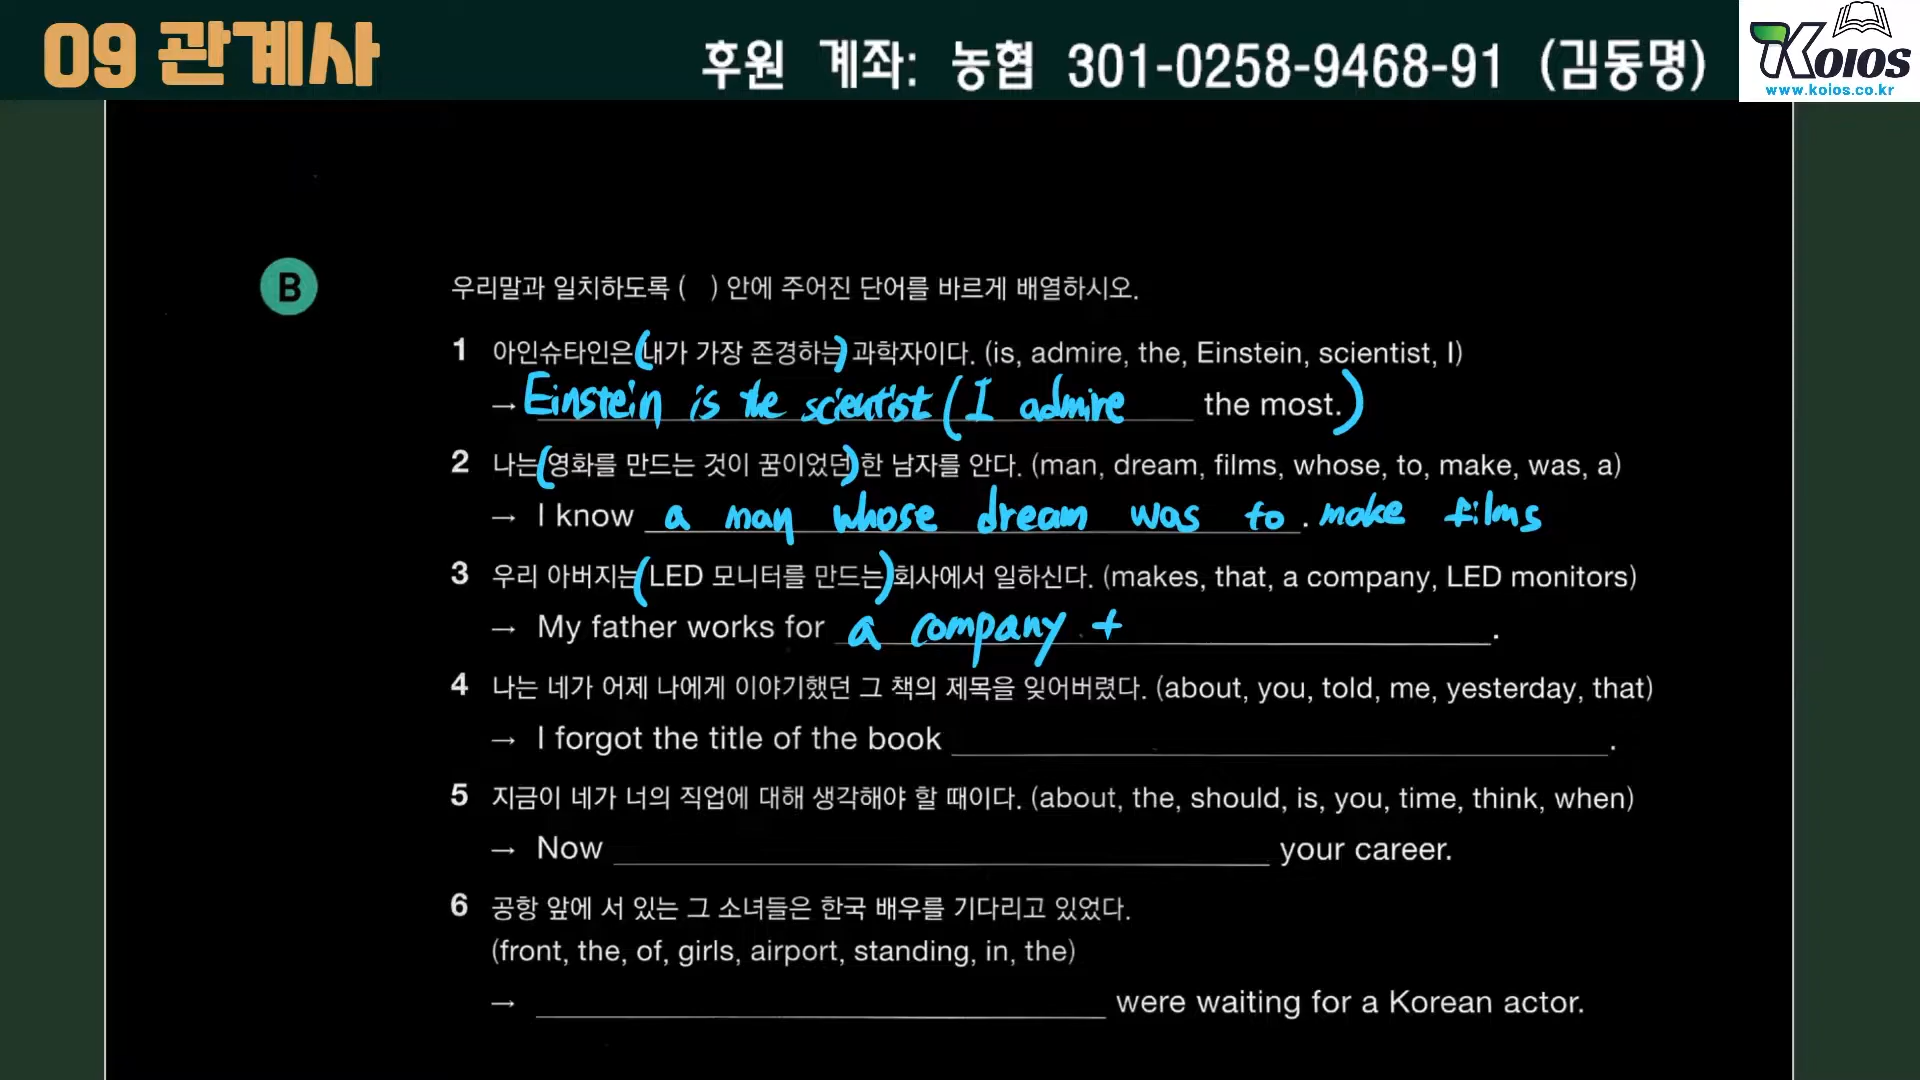 09 관계사
후원 계좌: 농협 301-0258-9468-91 (김동명)
Koios
www.koios.co.kr
B 우리말과 일치하도록 ( ) 안에 주어진 단어를 바르게 배열하시오.
1 아인슈타인은 (내가 가장 존경하는) 과학자이다. (is, admire, the, Einstein, scientist, I)
→ Einstein is the scientist (I admire the most.)
2 나는 (영화를 만드는 것이 꿈이었던) 한 남자를 안다. (man, dream, films, whose, to, make, was, a)
→ I know a man whose dream was to . make films
3 우리 아버지는 (LED 모니터를 만드는) 회사에서 일하신다. (makes, that, a company, LED monitors)
→ My father works for a company t .
4 나는 네가 어제 나에게 이야기했던 그 책의 제목을 잊어버렸다. (about, you, told, me, yesterday, that)
→ I forgot the title of the book .
5 지금이 네가 너의 직업에 대해 생각해야 할 때이다. (about, the, should, is, you, time, think, when)
→ Now your career.
6 공항 앞에 서 있는 그 소녀들은 한국 배우를 기다리고 있었다.
(front, the, of, girls, airport, standing, in, the)
→ were waiting for a Korean actor.